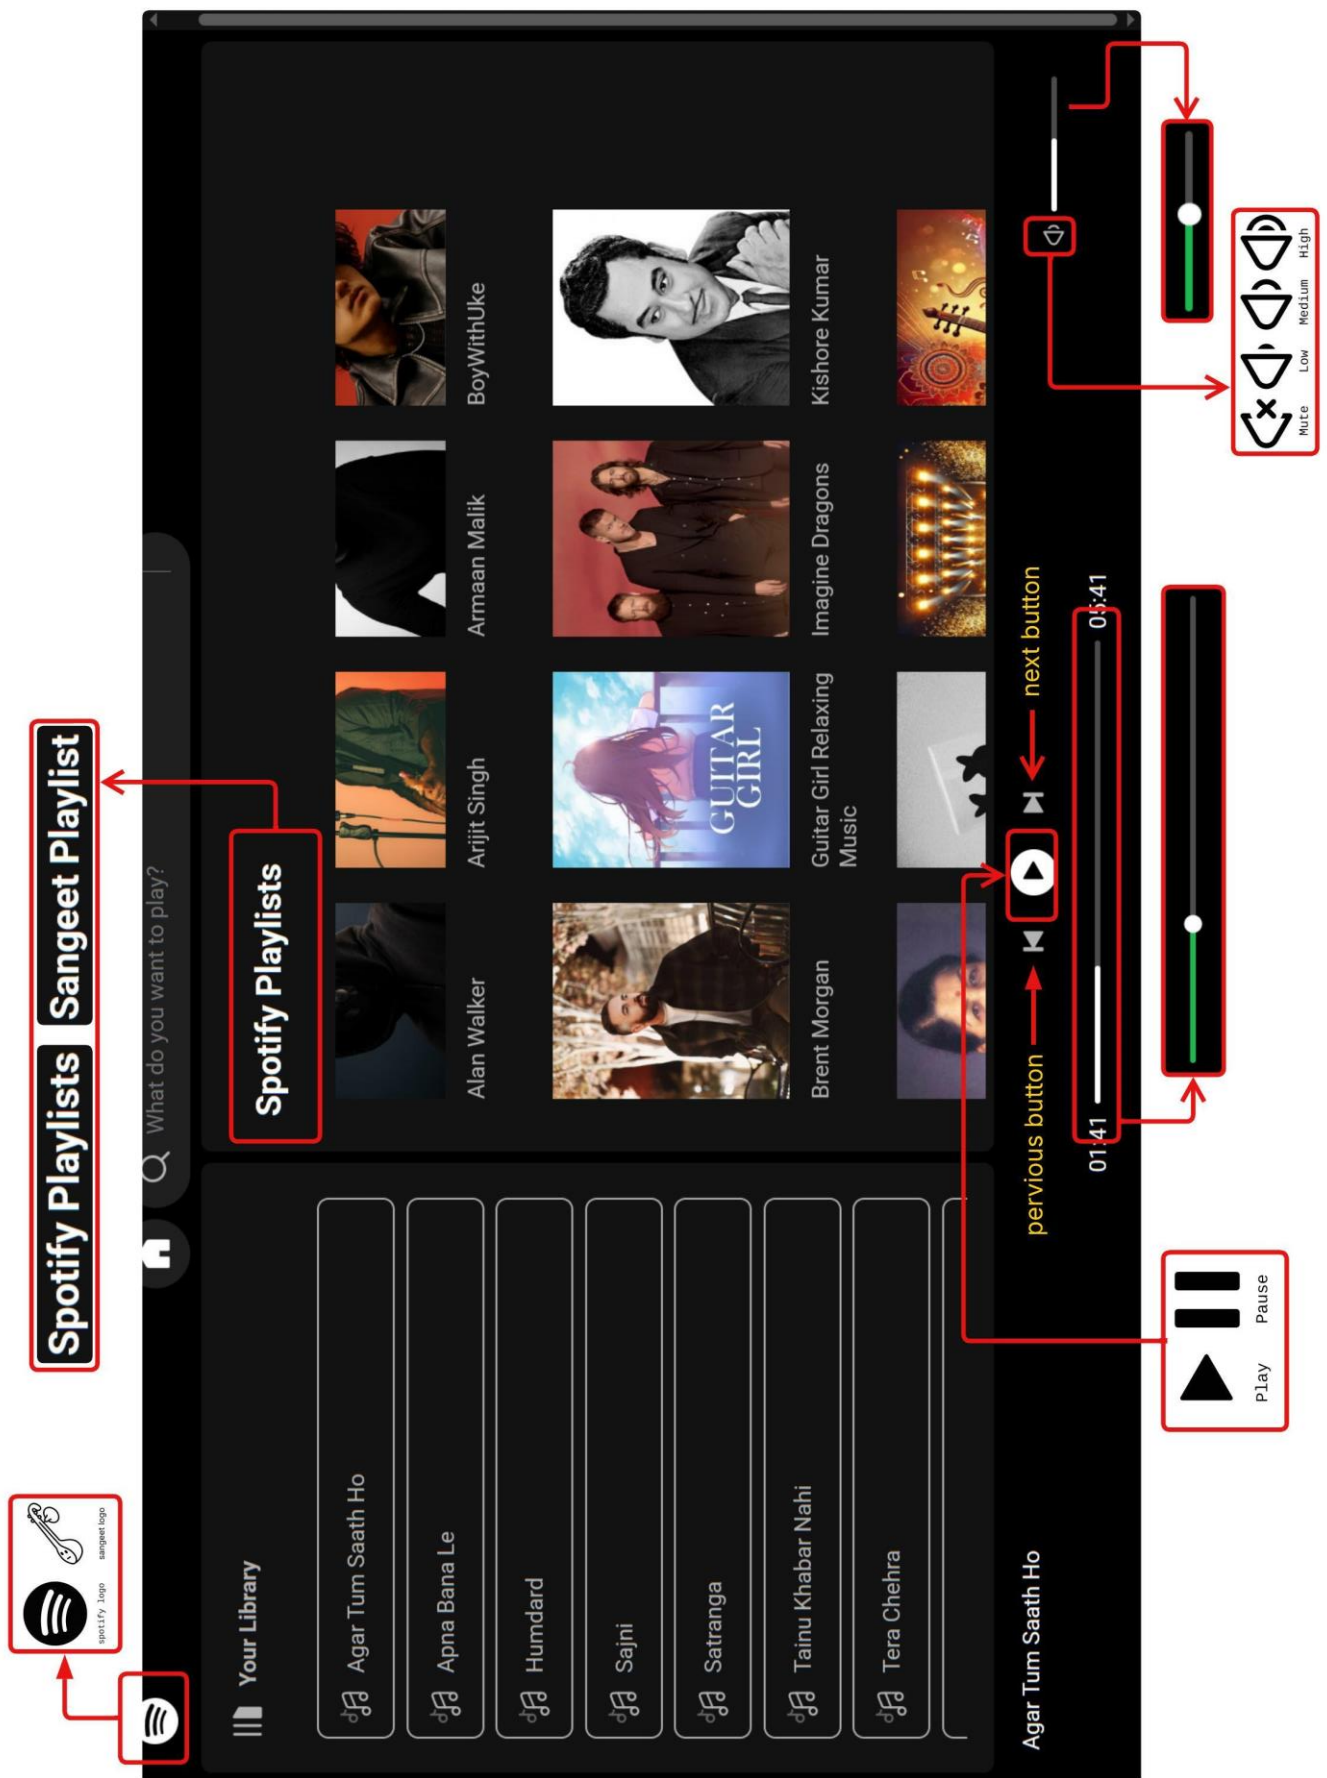 spotify logo
sangeet logo
Spotify Playlists
Sangeet Playlist
What do you want to play?
Your Library
Agar Tum Saath Ho
Apna Bana Le
Humdard
Sajni
Satranga
Tainu Khabar Nahi
Tera Chehra
Spotify Playlists
Alan Walker
Arijit Singh
Armaan Malik
BoyWithUke
GUITAR
GIRL
Brent Morgan
Guitar Girl Relaxing
Music
Imagine Dragons
Kishore Kumar
Agar Tum Saath Ho
pervious button
next button
01:41
05:41
Play
Pause
Mute
Low
Medium
High